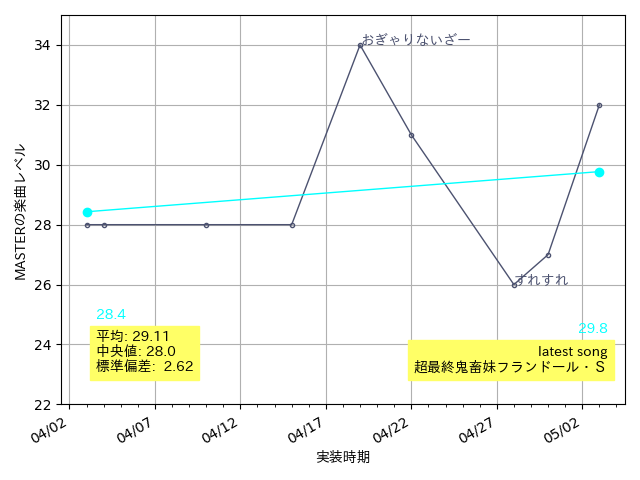 34
32
30
28
26
24
22
MASTERの楽曲レベル
おぎゃりないざー
すれすれ
28.4
平均: 29.11
中央値: 28.0
標準偏差: 2.62
29.8
latest song
超最終鬼畜妹フランドール・S
04/02
04/07
04/12
04/17
04/22
04/27
05/02
実装時期